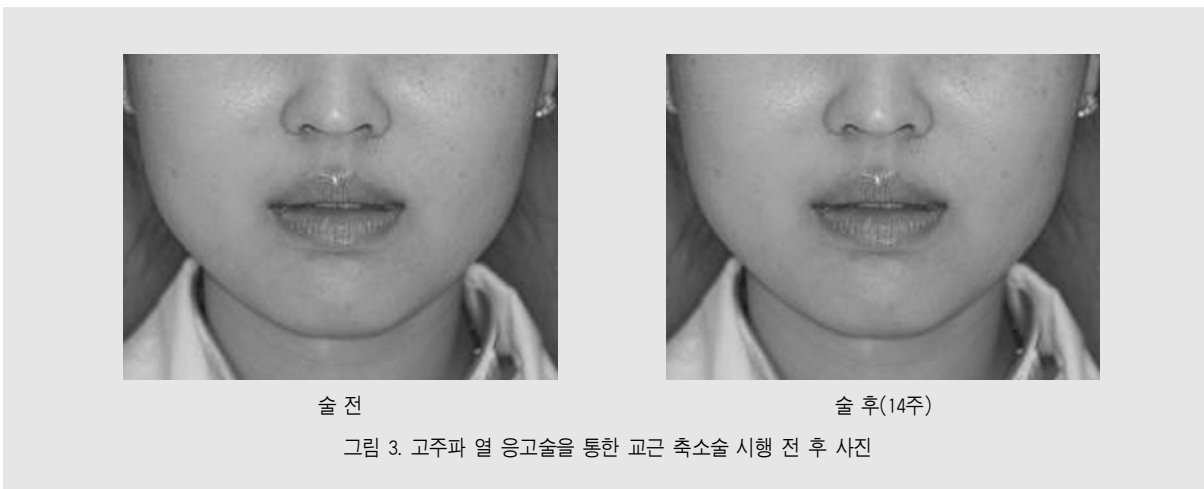 술 전
술 후(14주)
그림 3. 고주파 열 응고술을 통한 교근 축소술 시행 전 후 사진